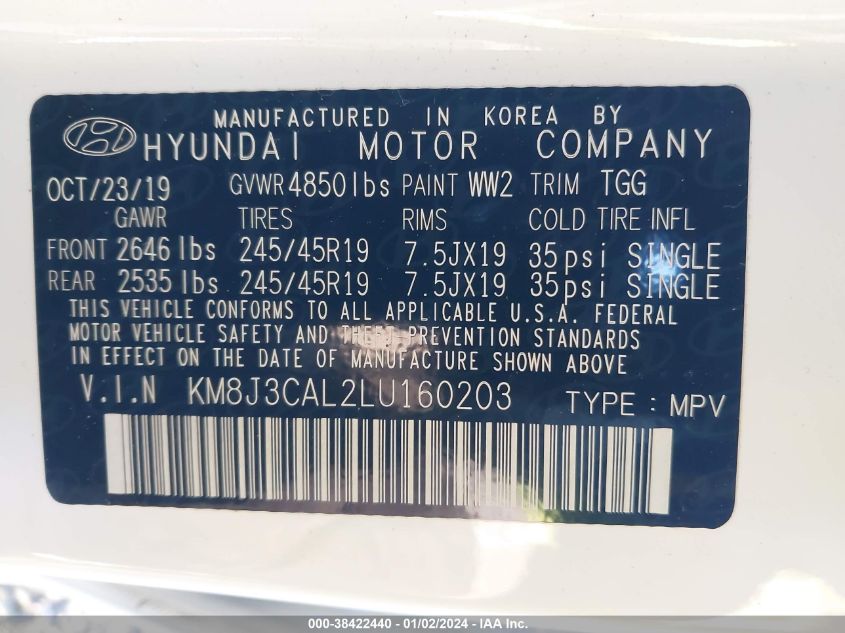 MANUFACTURED IN KOREA BY
HYUNDAI MOTOR COMPANY
OCT/23/19 GVWR 4850lbs PAINT WW2 TRIM TGG
GAWR TIRES RIMS COLD TIRE INFL
FRONT 2646 lbs 245/45R19 7.5JX19 35psi SINGLE
REAR 2535 lbs 245/45R19 7.5JX19 35psi SINGLE
THIS VEHICLE CONFORMS TO ALL APPLICABLE U.S.A. FEDERAL
MOTOR VEHICLE SAFETY AND THEFT PREVENTION STANDARDS
IN EFFECT ON THE DATE OF MANUFACTURE SHOWN ABOVE
V.I.N KM8J3CAL2LU160203 TYPE : MPV
000-38422440 - 01/02/2024 - IAA Inc.